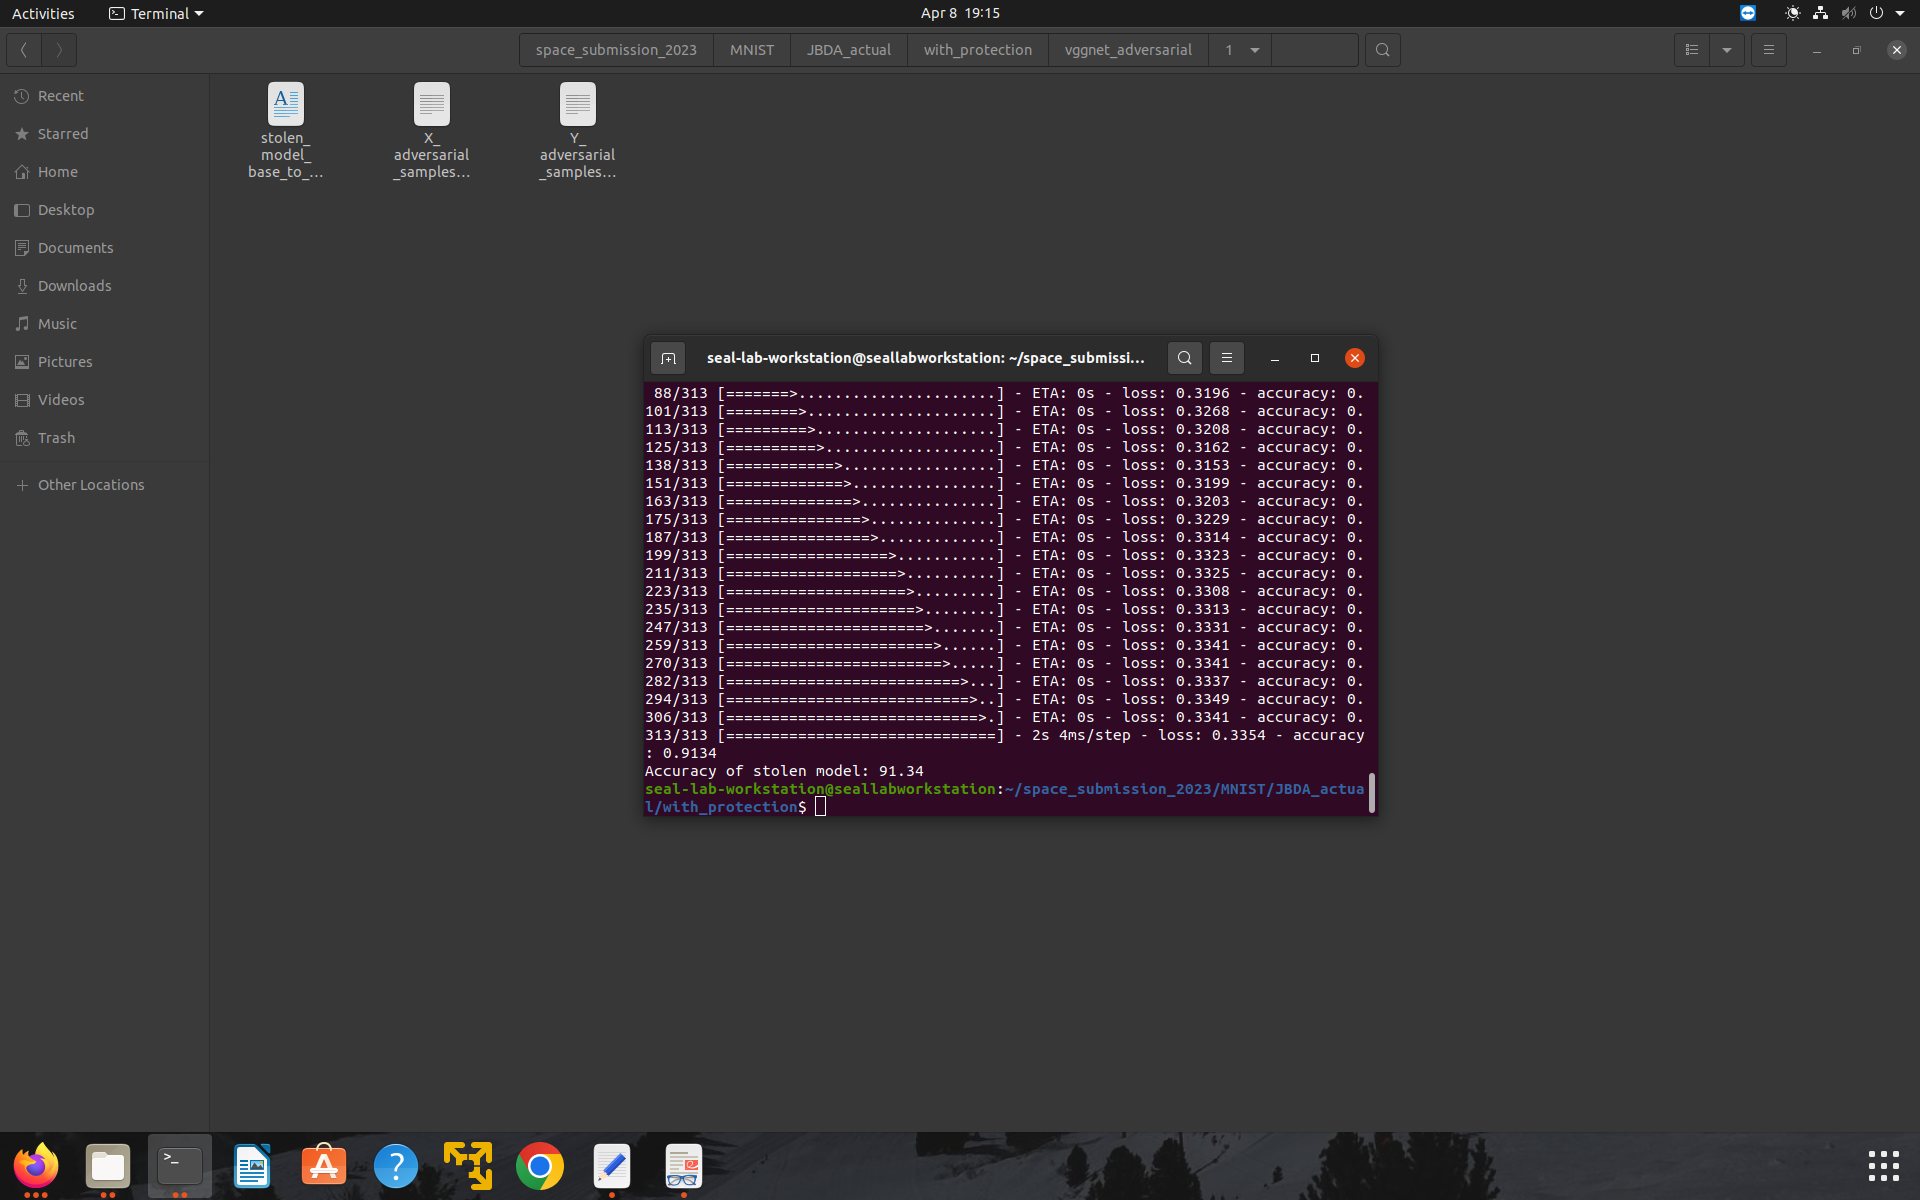 Activities
Terminal
Apr 8 19:15
space_submission_2023
MNIST
JBDA_actual
with_protection
vggnet_adversarial
1
Recent
Starred
Home
Desktop
Documents
Downloads
Music
Pictures
Videos
Trash
Other Locations
stolen_
model_
base_to_...
X_
adversarial
_samples...
Y_
adversarial
_samples...
seal-lab-workstation@seallabworkstation: ~/space_submissi...
88/313 [=======>......................] - ETA: 0s - loss: 0.3196 - accuracy: 0.
101/313 [========>.....................] - ETA: 0s - loss: 0.3268 - accuracy: 0.
113/313 [=========>....................] - ETA: 0s - loss: 0.3208 - accuracy: 0.
125/313 [==========>...................] - ETA: 0s - loss: 0.3162 - accuracy: 0.
138/313 [============>.................] - ETA: 0s - loss: 0.3153 - accuracy: 0.
151/313 [=============>................] - ETA: 0s - loss: 0.3199 - accuracy: 0.
163/313 [==============>...............] - ETA: 0s - loss: 0.3203 - accuracy: 0.
175/313 [===============>..............] - ETA: 0s - loss: 0.3229 - accuracy: 0.
187/313 [================>.............] - ETA: 0s - loss: 0.3314 - accuracy: 0.
199/313 [==================>...........] - ETA: 0s - loss: 0.3323 - accuracy: 0.
211/313 [===================>..........] - ETA: 0s - loss: 0.3325 - accuracy: 0.
223/313 [====================>.........] - ETA: 0s - loss: 0.3308 - accuracy: 0.
235/313 [=====================>........] - ETA: 0s - loss: 0.3313 - accuracy: 0.
247/313 [======================>.......] - ETA: 0s - loss: 0.3331 - accuracy: 0.
259/313 [=======================>......] - ETA: 0s - loss: 0.3341 - accuracy: 0.
270/313 [========================>.....] - ETA: 0s - loss: 0.3341 - accuracy: 0.
282/313 [==========================>...] - ETA: 0s - loss: 0.3337 - accuracy: 0.
294/313 [===========================>..] - ETA: 0s - loss: 0.3349 - accuracy: 0.
306/313 [============================>.] - ETA: 0s - loss: 0.3341 - accuracy: 0.
313/313 [==============================] - 2s 4ms/step - loss: 0.3354 - accuracy
: 0.9134
Accuracy of stolen model: 91.34
seal-lab-workstation@seallabworkstation:~/space_submission_2023/MNIST/JBDA_actua
l/with_protection$